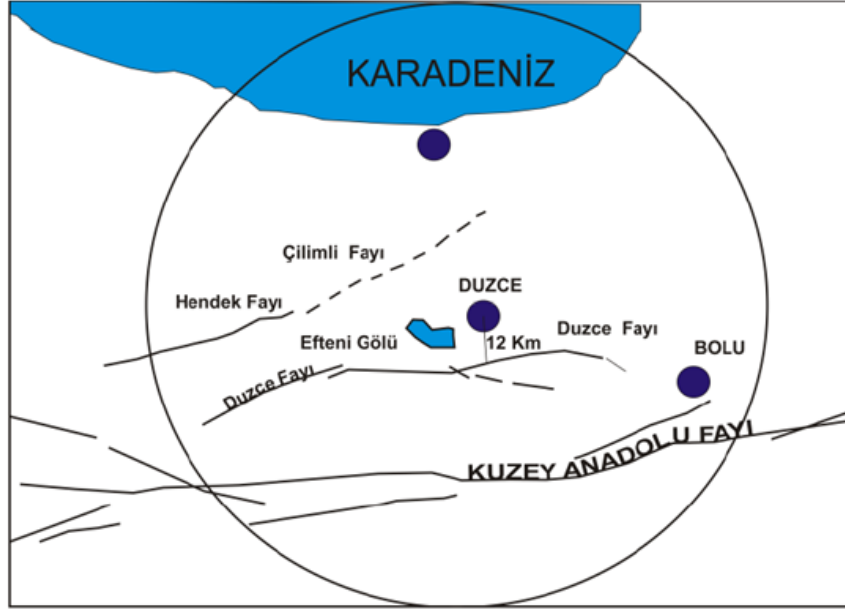 KARADENİZ
Çilimli Fayı
Hendek Fayı
DUZCE
Efteni Gölü
12 Km
Duzce Fayı
BOLU
Duzce Fayı
KUZEY ANADOLU FAYI